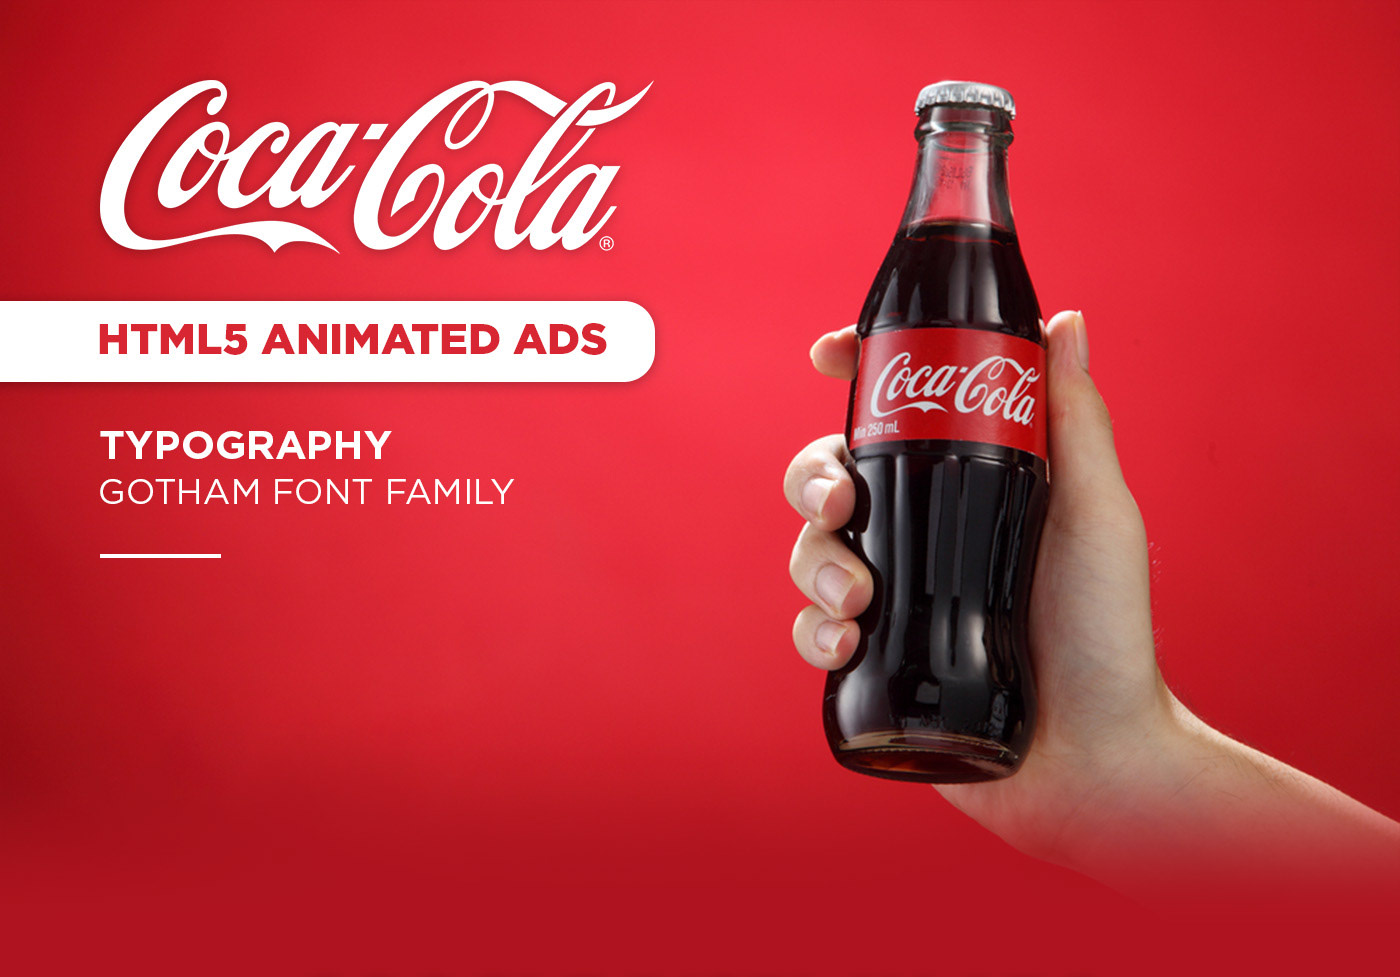 Coca-Cola®
HTML5 ANIMATED ADS
TYPOGRAPHY
GOTHAM FONT FAMILY
Coca-Cola
Min 250 mL